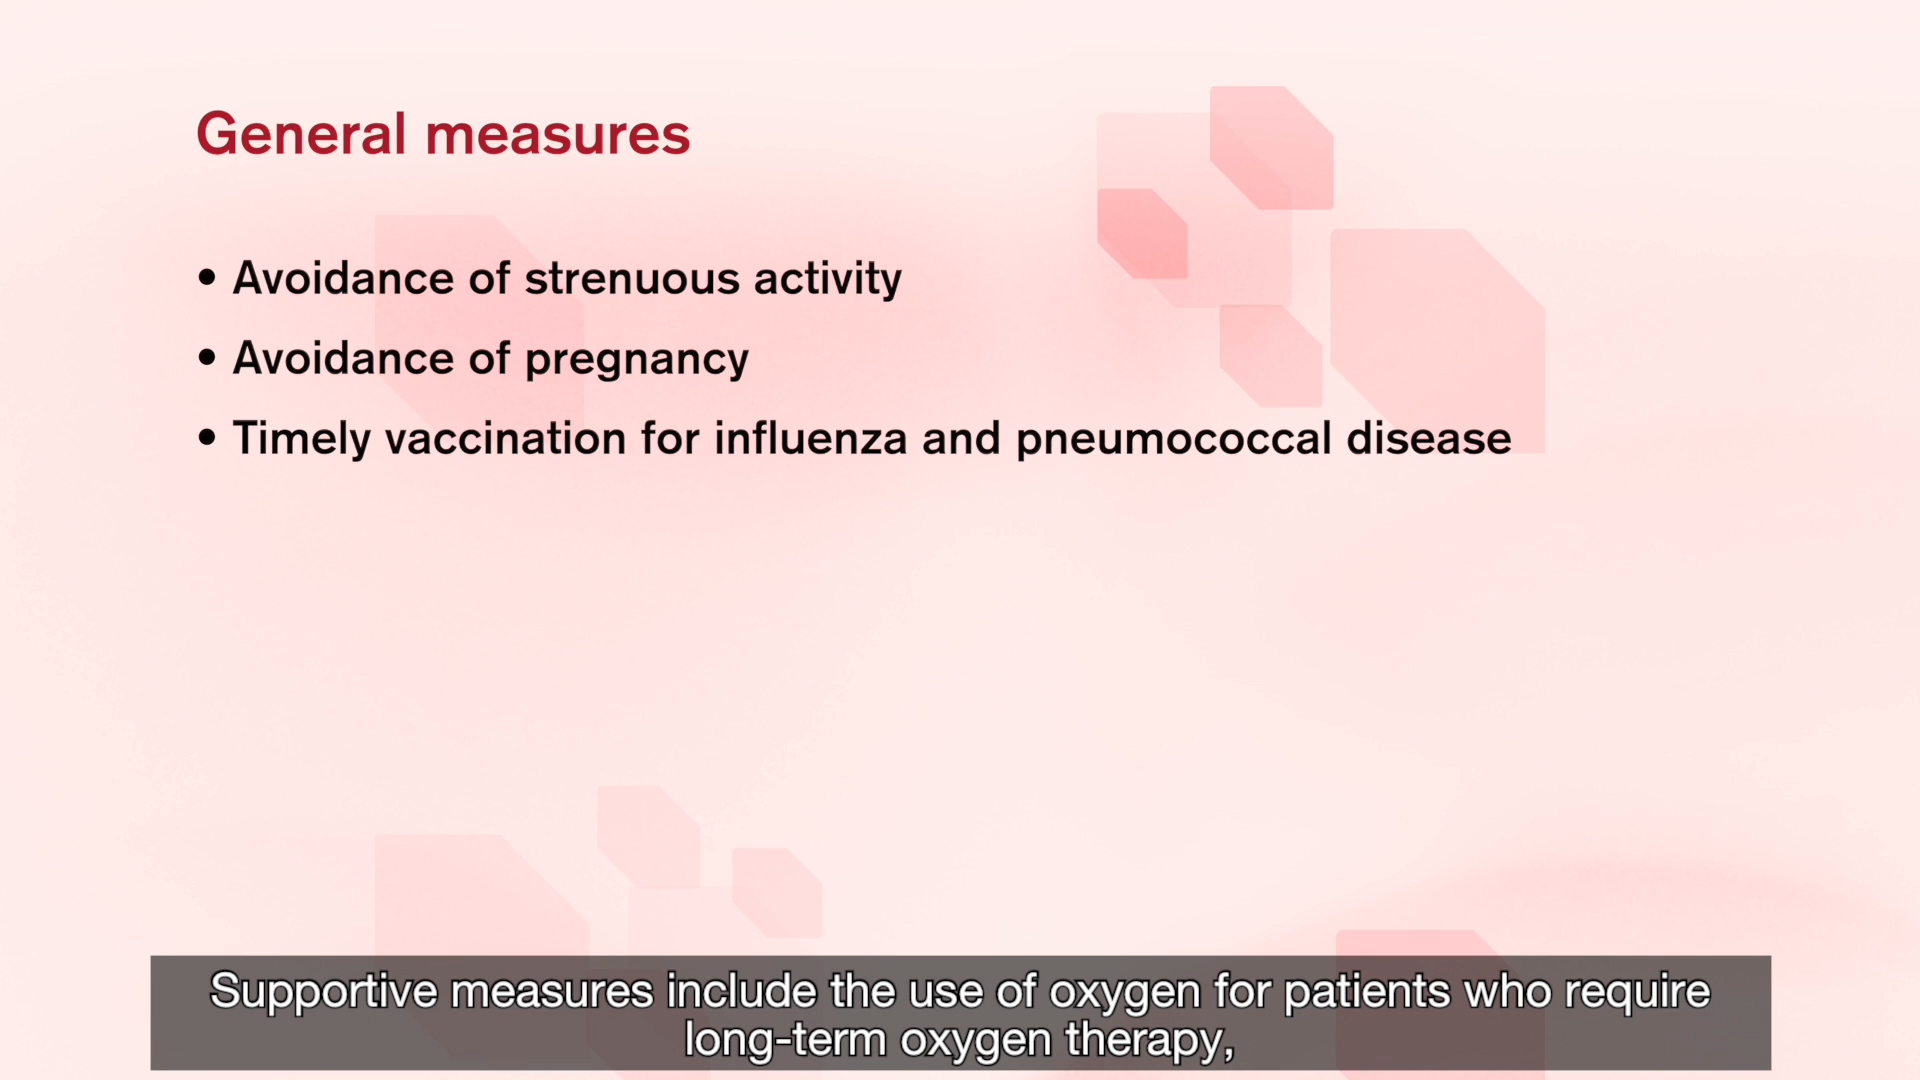 General measures
• Avoidance of strenuous activity
• Avoidance of pregnancy
• Timely vaccination for influenza and pneumococcal disease
Supportive measures include the use of oxygen for patients who require
long-term oxygen therapy,